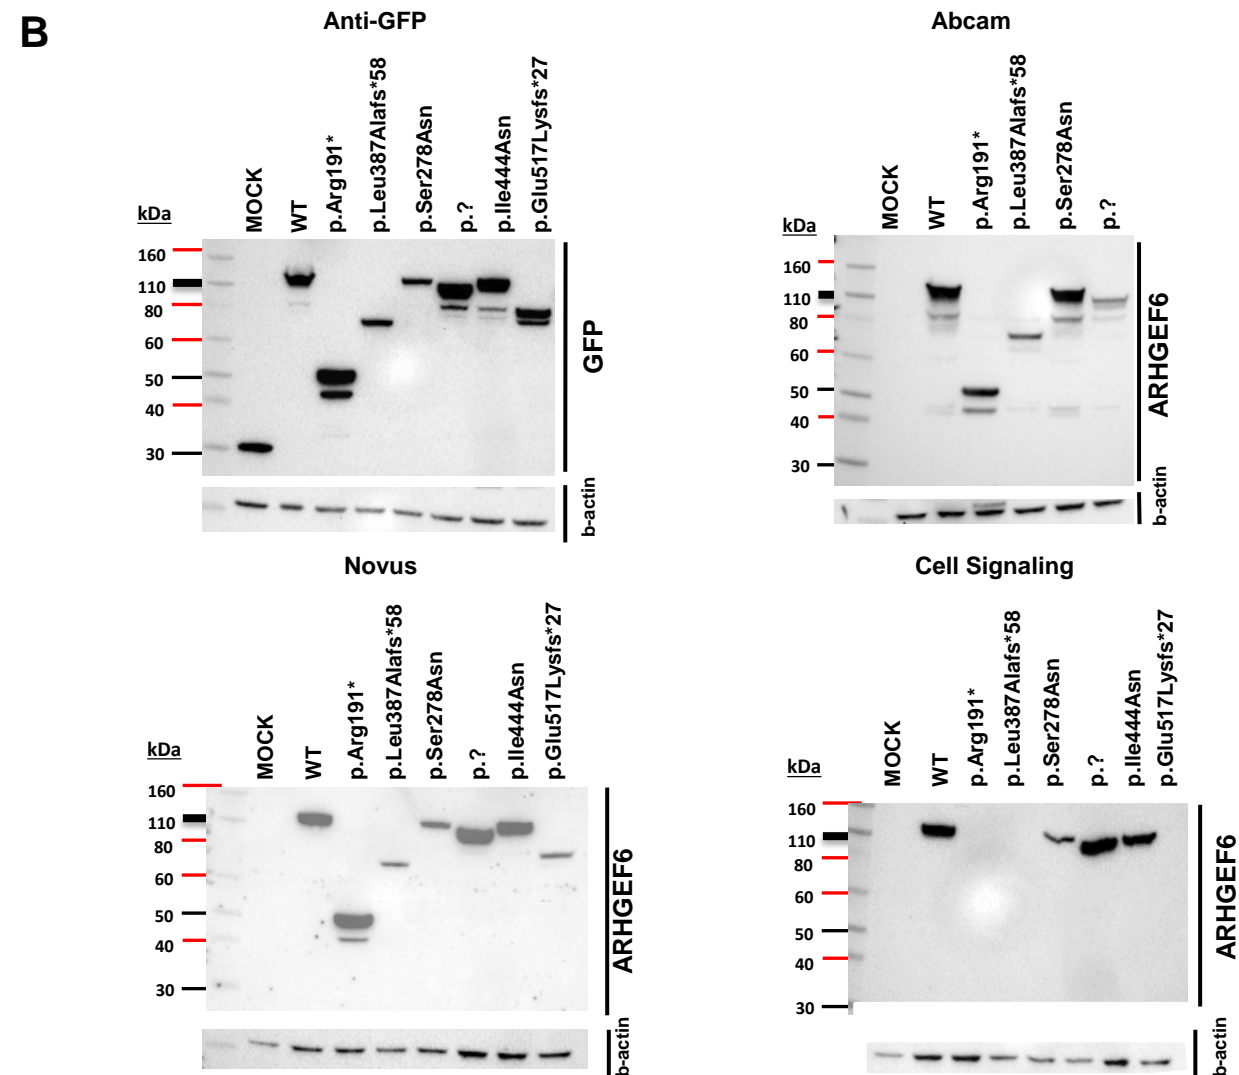 B
Anti-GFP
MOCK
WT
p.Arg191*
p.Leu387Alafs*58
p.Ser278Asn
p.?
p.Ile444Asn
p.Glu517Lysfs*27
kDa
160
110
80
60
50
40
30
GFP
b-actin
Abcam
MOCK
WT
p.Arg191*
p.Leu387Alafs*58
p.Ser278Asn
p.?
kDa
160
110
80
60
50
40
30
ARHGEF6
b-actin
Novus
MOCK
WT
p.Arg191*
p.Leu387Alafs*58
p.Ser278Asn
p.?
p.Ile444Asn
p.Glu517Lysfs*27
kDa
160
110
80
60
50
40
30
ARHGEF6
b-actin
Cell Signaling
MOCK
WT
p.Arg191*
p.Leu387Alafs*58
p.Ser278Asn
p.?
p.Ile444Asn
p.Glu517Lysfs*27
kDa
160
110
80
60
50
40
30
ARHGEF6
b-actin